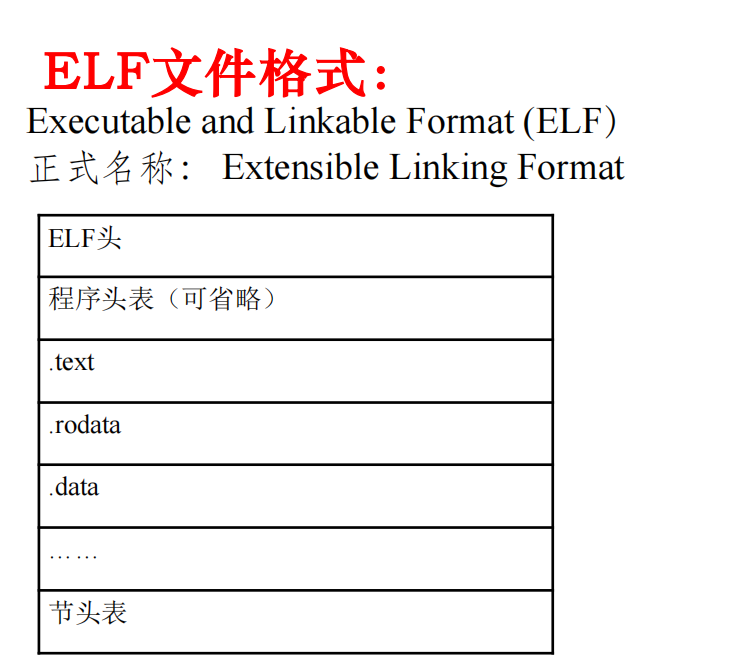 ELF文件格式:
Executable and Linkable Format (ELF）
正式名称： Extensible Linking Format
ELF头
程序头表（可省略）
.text
.rodata
.data
……
节头表